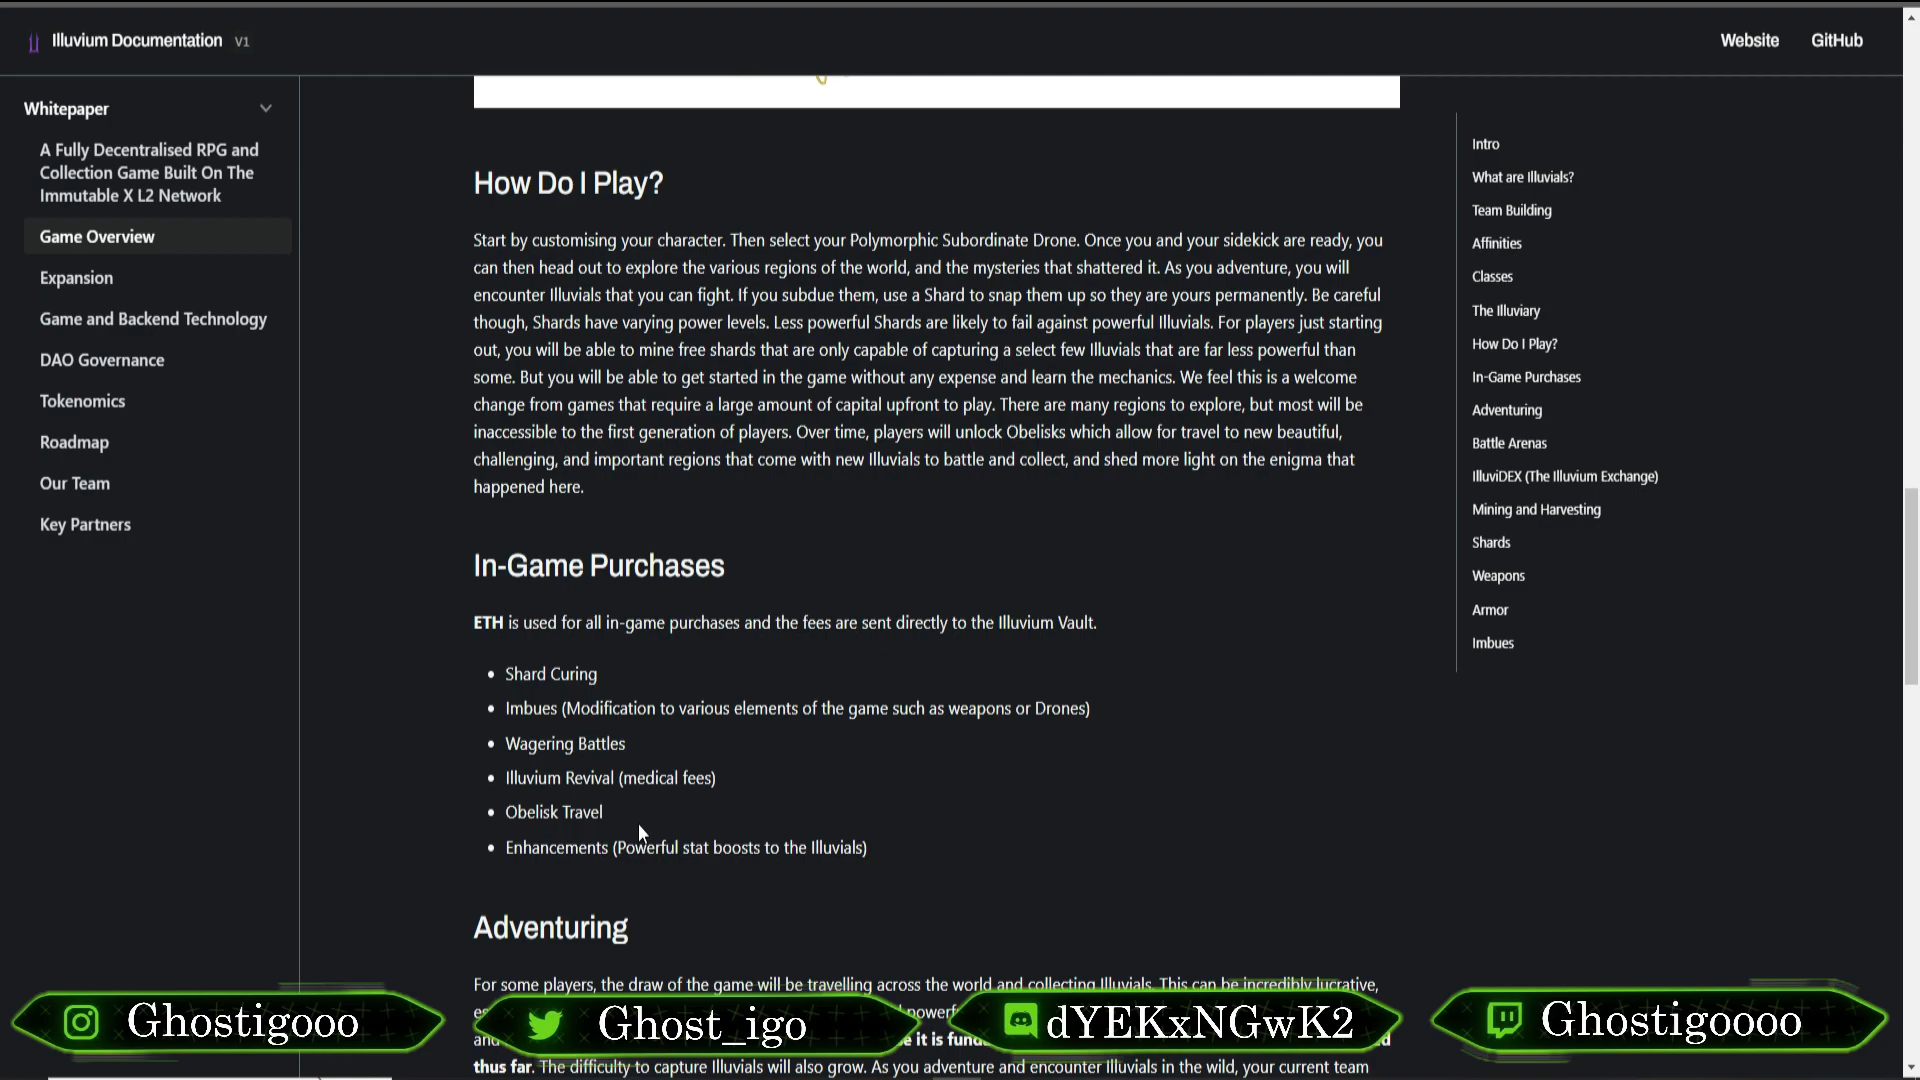 Illuvium Documentation V1
Website GitHub
Whitepaper
A Fully Decentralised RPG and
Collection Game Built On The
Immutable X L2 Network
Game Overview
Expansion
Game and Backend Technology
DAO Governance
Tokenomics
Roadmap
Our Team
Key Partners
How Do I Play?
Start by customising your character. Then select your Polymorphic Subordinate Drone. Once you and your sidekick are ready, you
can then head out to explore the various regions of the world, and the mysteries that shattered it. As you adventure, you will
encounter Illuvials that you can fight. If you subdue them, use a Shard to snap them up so they are yours permanently. Be careful
though, Shards have varying power levels. Less powerful Shards are likely to fail against powerful Illuvials. For players just starting
out, you will be able to mine free shards that are only capable of capturing a select few Illuvials that are far less powerful than
some. But you will be able to get started in the game without any expense and learn the mechanics. We feel this is a welcome
change from games that require a large amount of capital upfront to play. There are many regions to explore, but most will be
inaccessible to the first generation of players. Over time, players will unlock Obelisks which allow for travel to new beautiful,
challenging, and important regions that come with new Illuvials to battle and collect, and shed more light on the enigma that
happened here.
In-Game Purchases
ETH is used for all in-game purchases and the fees are sent directly to the Illuvium Vault.
• Shard Curing
• Imbues (Modification to various elements of the game such as weapons or Drones)
• Wagering Battles
• Illuvium Revival (medical fees)
• Obelisk Travel
• Enhancements (Powerful stat boosts to the Illuvials)
Adventuring
For some players, the draw of the game will be travelling across the world and collecting Illuvials. This can be incredibly lucrative,
thus far. The difficulty to capture Illuvials will also grow. As you adventure and encounter Illuvials in the wild, your current team
Intro
What are Illuvials?
Team Building
Affinities
Classes
The Illuviary
How Do I Play?
In-Game Purchases
Adventuring
Battle Arenas
IlluviDEX (The Illuvium Exchange)
Mining and Harvesting
Shards
Weapons
Armor
Imbues
Ghostigooo
Ghost_igo
dYEKxNGwK2
Ghostigoooo